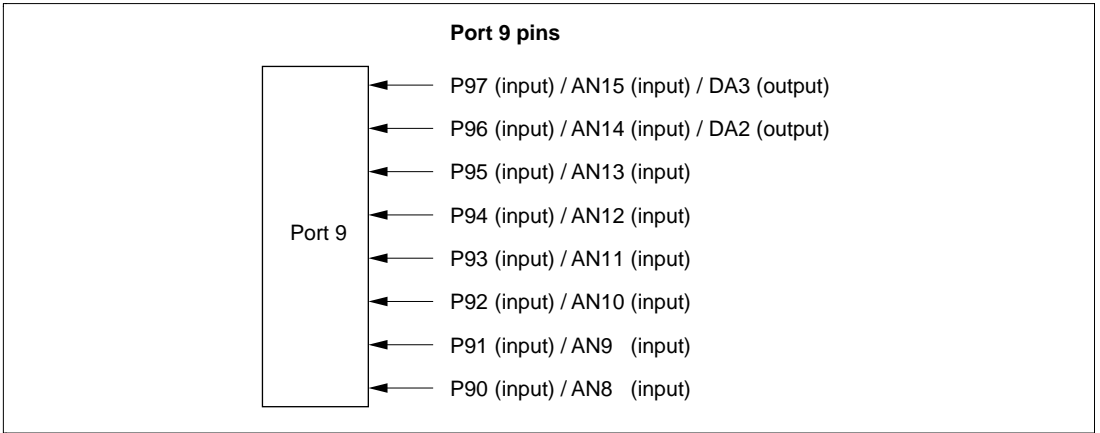 Port 9 pins
P97 (input) / AN15 (input) / DA3 (output)
P96 (input) / AN14 (input) / DA2 (output)
P95 (input) / AN13 (input)
P94 (input) / AN12 (input)
Port 9
P93 (input) / AN11 (input)
P92 (input) / AN10 (input)
P91 (input) / AN9 (input)
P90 (input) / AN8 (input)